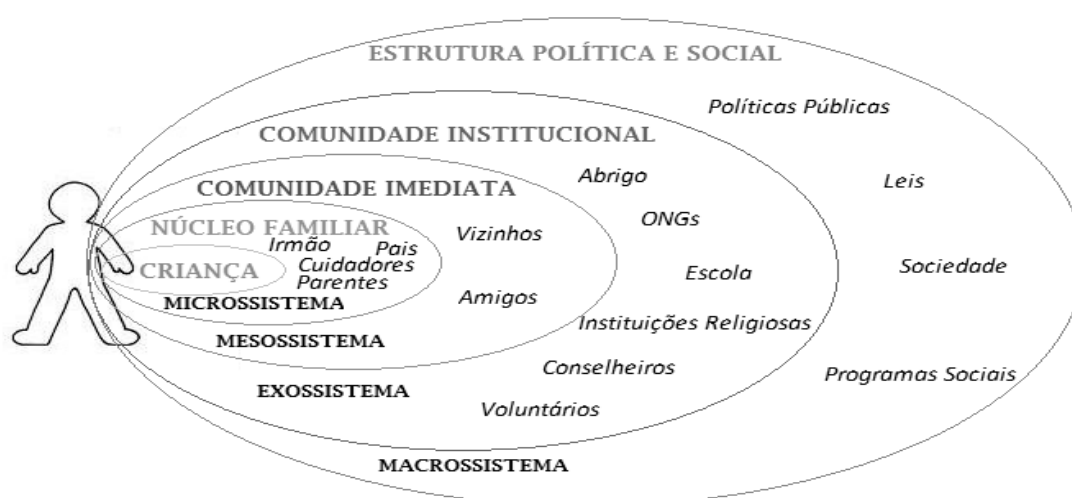 ESTRUTURA POLÍTICA E SOCIAL
Políticas Públicas
COMUNIDADE INSTITUCIONAL
Abrigo
Leis
COMUNIDADE IMEDIATA
ONGs
NÚCLEO FAMILIAR
Vizinhos
Irmão
Pais
CRIANÇA
Cuidadores
Escola
Sociedade
Parentes
MICROSSISTEMA
Amigos
Instituições Religiosas
MESOSSISTEMA
Conselheiros
Programas Sociais
EXOSSISTEMA
Voluntários
MACROSSISTEMA